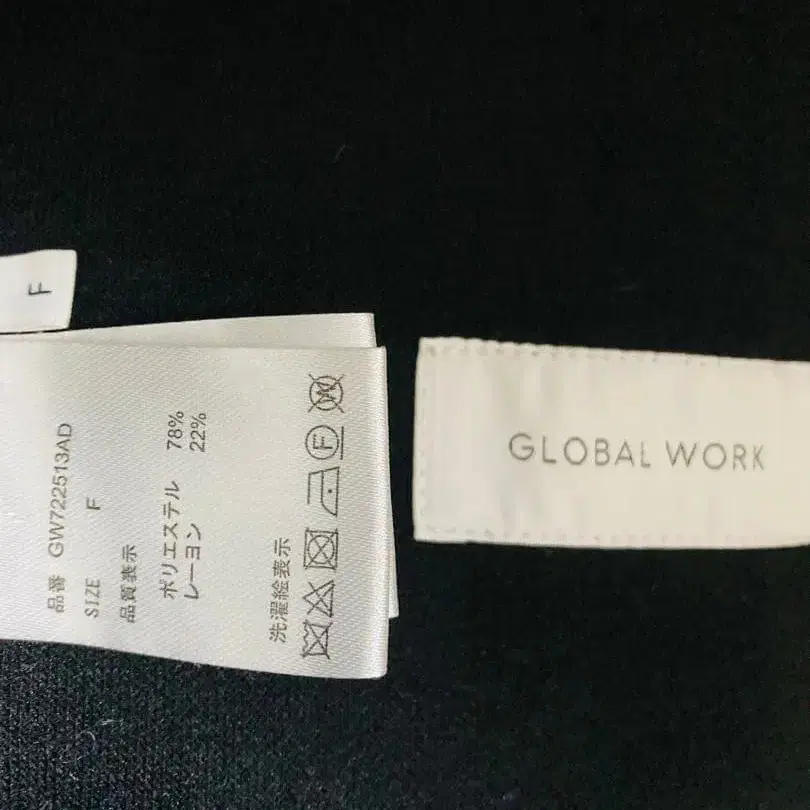 F
品番 GW722513AD
SIZE F
品質表示
ポリエステル 78%
レーヨン 22%
洗濯絵表示
F
W
GLOBAL WORK